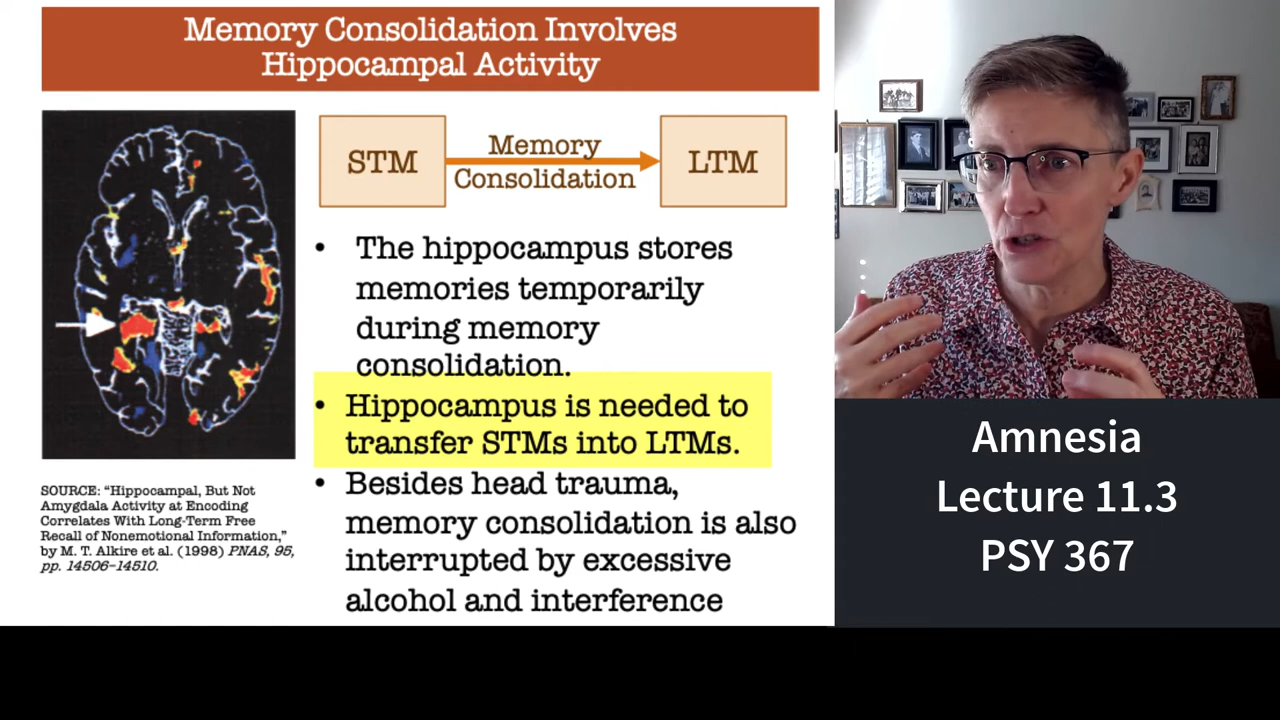 Memory Consolidation Involves
Hippocampal Activity
STM
Memory
Consolidation
LTM
• The hippocampus stores
memories temporarily
during memory
consolidation.
• Hippocampus is needed to
transfer STMs into LTMs.
• Besides head trauma,
memory consolidation is also
interrupted by excessive
alcohol and interference
SOURCE: “Hippocampal, But Not
Amygdala Activity at Encoding
Correlates With Long-Term Free
Recall of Nonemotional Information,”
by M. T. Alkire et al. (1998) PNAS, 95,
pp. 14506–14510.
Amnesia
Lecture 11.3
PSY 367